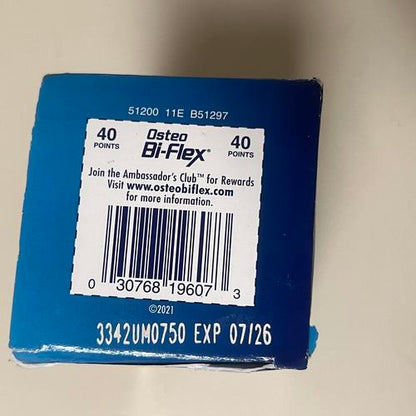 51200 11E B51297
40 POINTS Osteo Bi-Flex® 40 POINTS
Join the Ambassador's Club™ for Rewards
Visit www.osteobiflex.com
for more information.
0 30768 19607 3
©2021
3342UM0750 EXP 07/26